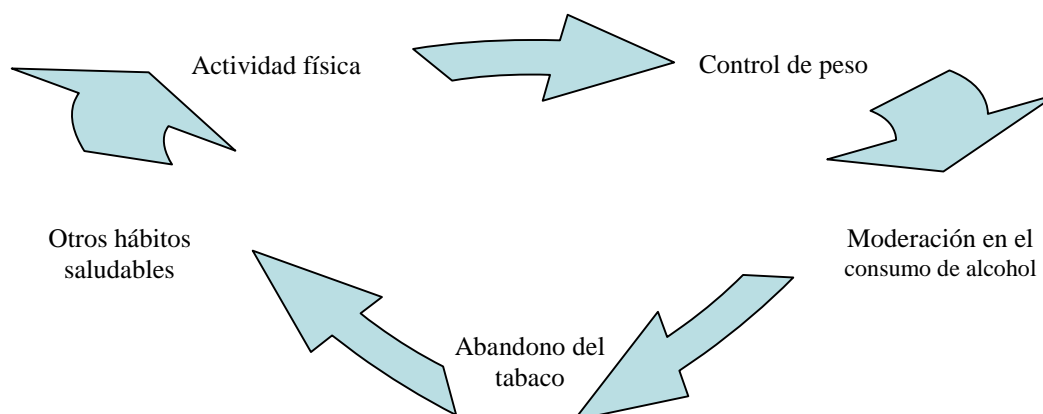 Actividad física
Control de peso
Moderación en el
consumo de alcohol
Abandono del
tabaco
Otros hábitos
saludables